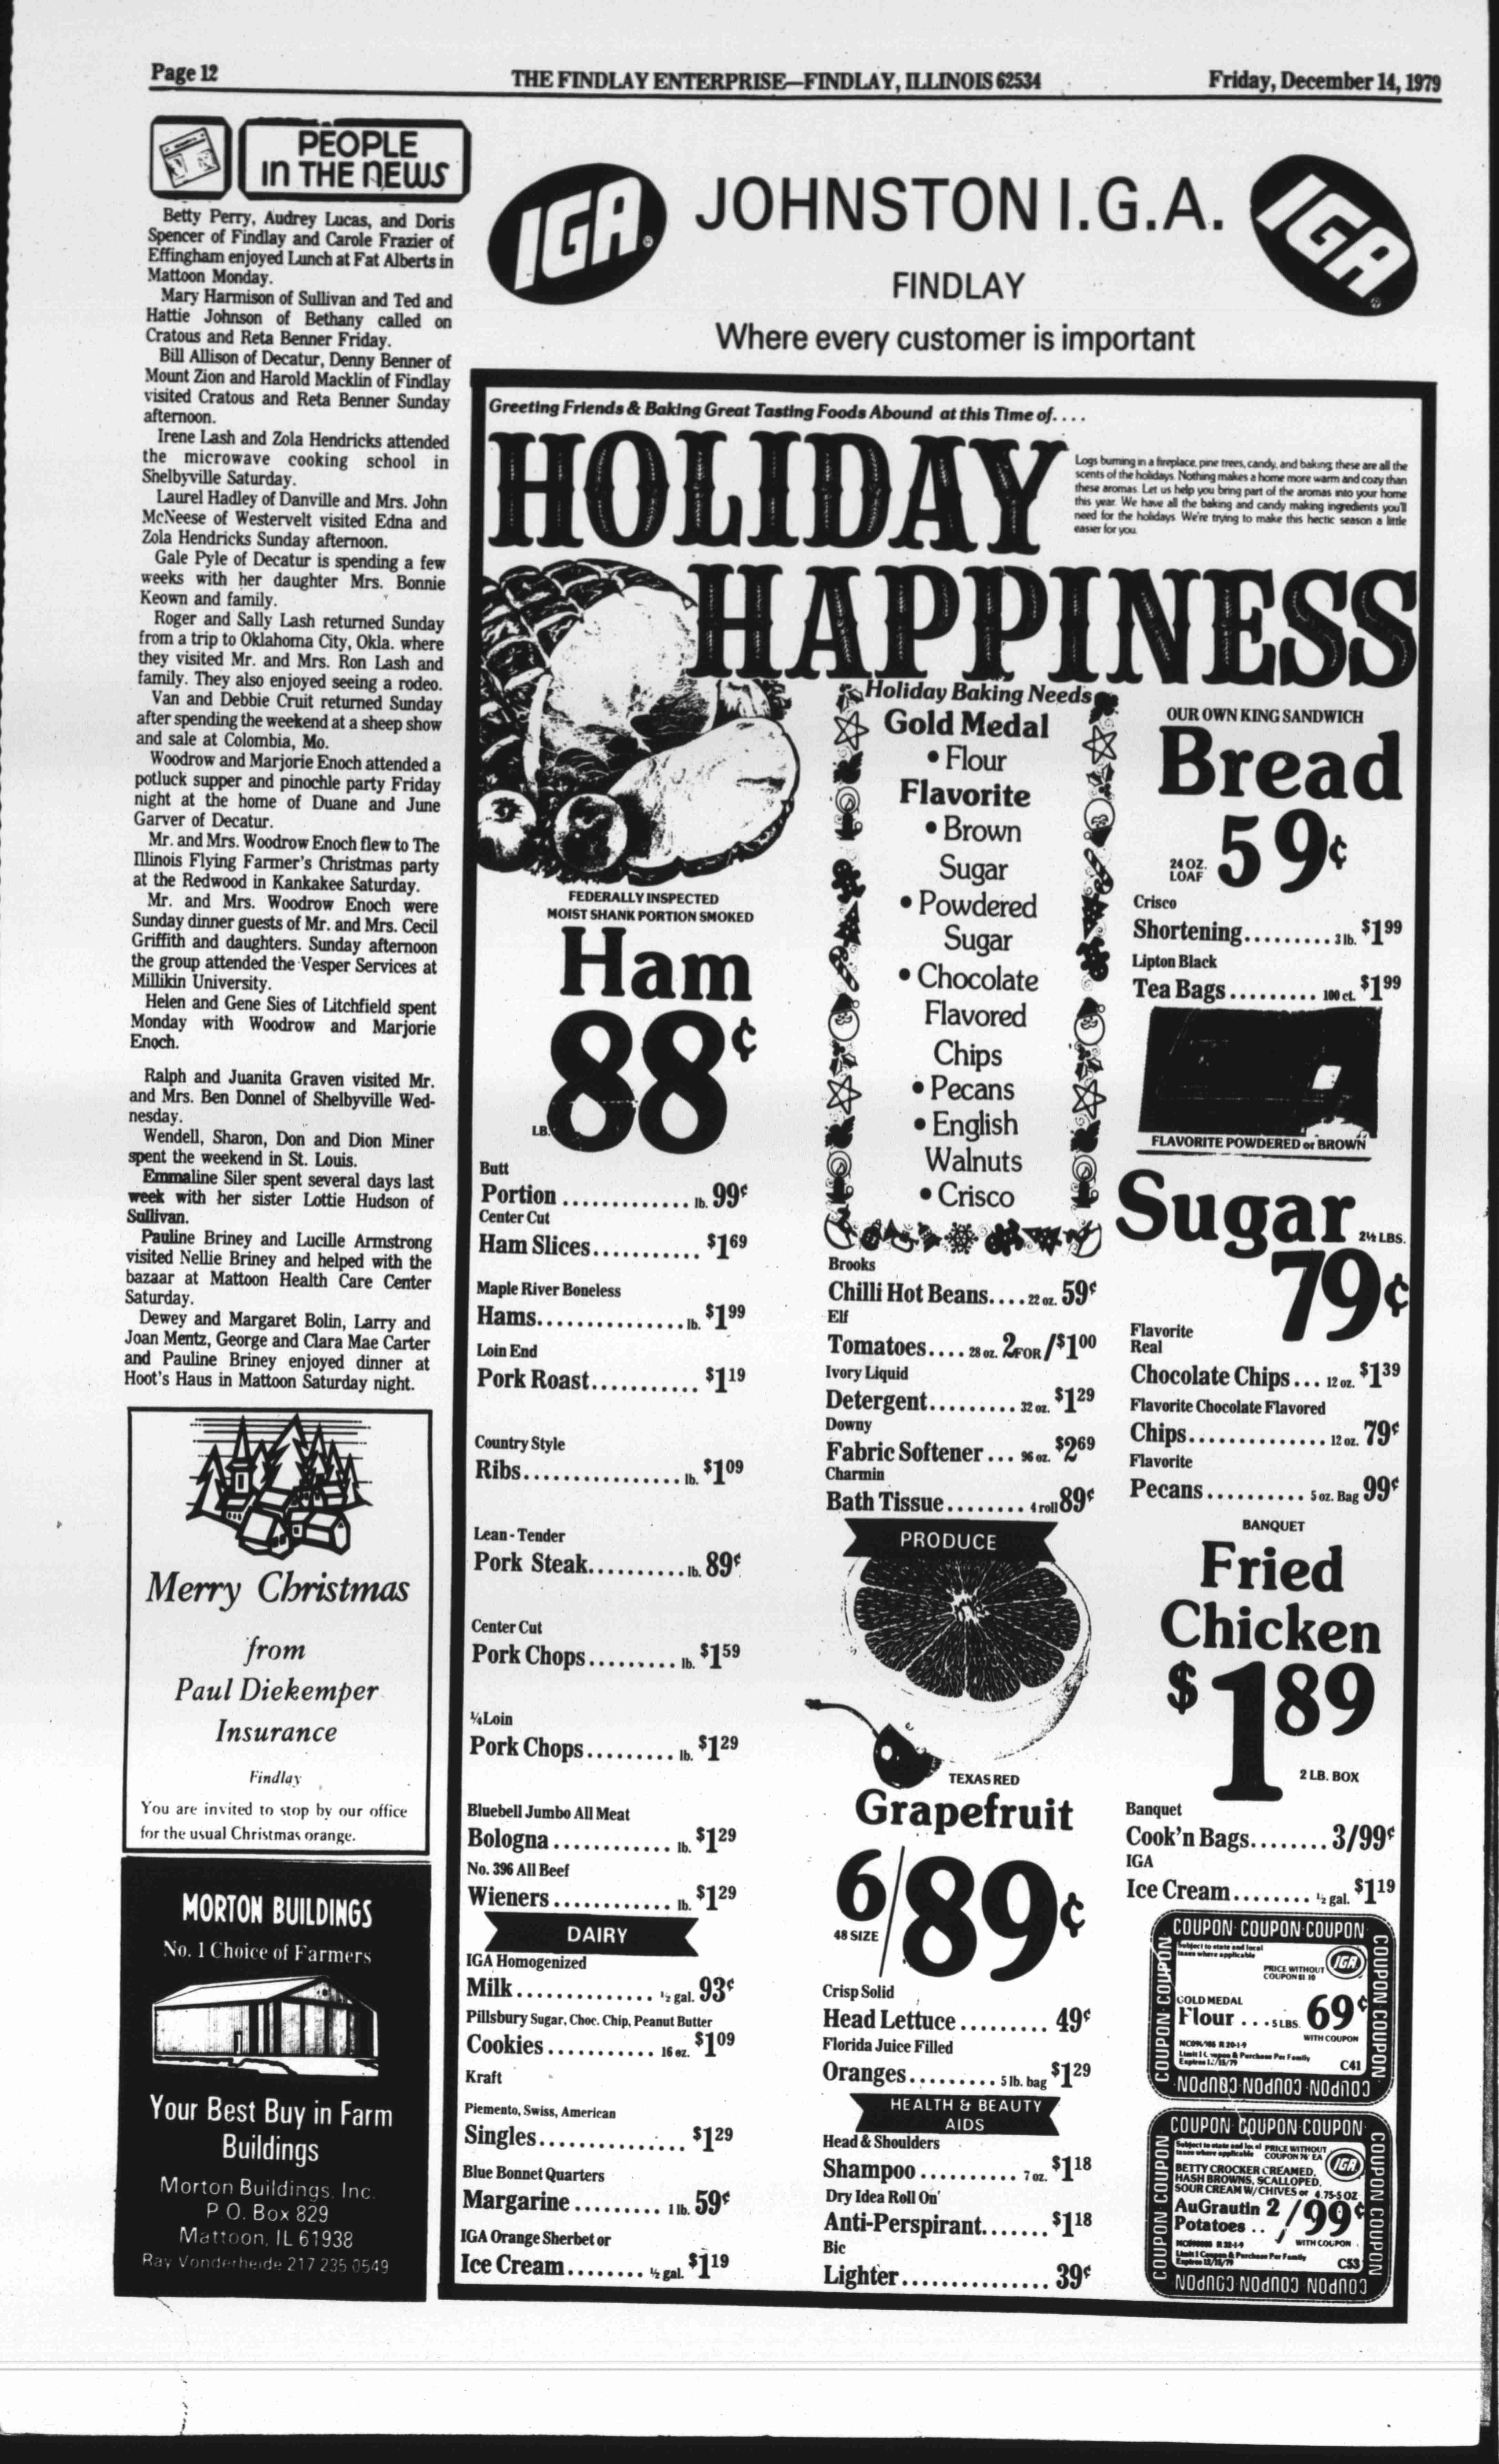 Page 12
THE FINDLAY ENTERPRISE—FINDLAY, ILLINOIS 62534
Friday, December 14, 1979
PEOPLE
In THE NEWS
Betty Perry, Audrey Lucas, and Doris
Spencer of Findlay and Carole Frazier of
Effingham enjoyed Lunch at Fat Alberts in
Mattoon Monday.
Mary Harmison of Sullivan and Ted and
Hattie Johnson of Bethany called on
Cratous and Reta Benner Friday.
Bill Allison of Decatur, Denny Benner of
Mount Zion and Harold Macklin of Findlay
visited Cratous and Reta Benner Sunday
afternoon.
Irene Lash and Zola Hendricks attended
the microwave cooking school in
Shelbyville Saturday.
Laurel Hadley of Danville and Mrs. John
McNeese of Westervelt visited Edna and
Zola Hendricks Sunday afternoon.
Gale Pyle of Decatur is spending a few
weeks with her daughter Mrs. Bonnie
Keown and family.
Roger and Sally Lash returned Sunday
from a trip to Oklahoma City, Okla. where
they visited Mr. and Mrs. Ron Lash and
family. They also enjoyed seeing a rodeo.
Van and Debbie Cruit returned Sunday
after spending the weekend at a sheep show
and sale at Colombia, Mo.
Woodrow and Marjorie Enoch attended a
potluck supper and pinochle party Friday
night at the home of Duane and June
Garver of Decatur.
Mr. and Mrs. Woodrow Enoch flew to The
Illinois Flying Farmer's Christmas party
at the Redwood in Kankakee Saturday.
Mr. and Mrs. Woodrow Enoch were
Sunday dinner guests of Mr. and Mrs. Cecil
Griffith and daughters. Sunday afternoon
the group attended the Vesper Services at
Millikin University.
Helen and Gene Sies of Litchfield spent
Monday with Woodrow and Marjorie
Enoch.
Ralph and Juanita Graven visited Mr.
and Mrs. Ben Donnel of Shelbyville Wed-
nesday.
Wendell, Sharon, Don and Dion Miner
spent the weekend in St. Louis.
Emmaline Siler spent several days last
week with her sister Lottie Hudson of
Sullivan.
Pauline Briney and Lucille Armstrong
visited Nellie Briney and helped with the
bazaar at Mattoon Health Care Center
Saturday.
Dewey and Margaret Bolin, Larry and
Joan Mentz, George and Clara Mae Carter
and Pauline Briney enjoyed dinner at
Hoot's Haus in Mattoon Saturday night.
Merry Christmas
from
Paul Diekemper
Insurance
Findlay
You are invited to stop by our office
for the usual Christmas orange.
MORTON BUILDINGS
No. 1 Choice of Farmers
Your Best Buy in Farm
Buildings
Morton Buildings, Inc.
P.O. Box 829
Mattoon, IL 61938
Ray Vonderheide 217 235 0549
IGA
JOHNSTON I.G.A.
IGA
FINDLAY
Where every customer is important
Greeting Friends & Baking Great Tasting Foods Abound at this Time of....
HOLIDAY
HAPPINESS
Logs burning in a fireplace, pine trees, candy, and baking, these are all the
scents of the holidays. Nothing makes a home more warm and cozy than
these aromas. Let us help you bring part of the aromas into your home
this year. We have all the baking and candy making ingredients you'll
need for the holidays. We're trying to make this hectic season a little
easier for you.
FEDERALLY INSPECTED
MOIST SHANK PORTION SMOKED
Ham
LB. 88¢
Butt
Portion ............. lb. 99¢
Center Cut
Ham Slices........... $1.69
Maple River Boneless
Hams............... lb. $1.99
Loin End
Pork Roast........... $1.19
Country Style
Ribs................ lb. $1.09
Lean - Tender
Pork Steak.......... lb. 89¢
Center Cut
Pork Chops......... lb. $1.59
¼ Loin
Pork Chops......... lb. $1.29
Bluebell Jumbo All Meat
Bologna ............ lb. $1.29
No. 396 All Beef
Wieners ............ lb. $1.29
DAIRY
IGA Homogenized
Milk.............. ½ gal. 93¢
Pillsbury Sugar, Choc. Chip, Peanut Butter
Cookies ........... 16 oz. $1.09
Kraft
Piemento, Swiss, American
Singles............... $1.29
Blue Bonnet Quarters
Margarine ......... 1 lb. 59¢
IGA Orange Sherbet or
Ice Cream........ ½ gal. $1.19
Holiday Baking Needs
Gold Medal
• Flour
Flavorite
• Brown
Sugar
• Powdered
Sugar
• Chocolate
Flavored
Chips
• Pecans
• English
Walnuts
• Crisco
Brooks
Chilli Hot Beans.... 22 oz. 59¢
Elf
Tomatoes.... 28 oz. 2 FOR /$1.00
Ivory Liquid
Detergent......... 32 oz. $1.29
Downy
Fabric Softener ... 96 oz. $2.69
Charmin
Bath Tissue........ 4 roll 89¢
PRODUCE
TEXAS RED
Grapefruit
48 SIZE
6/89¢
Crisp Solid
Head Lettuce ......... 49¢
Florida Juice Filled
Oranges......... 5 lb. bag $1.29
HEALTH & BEAUTY
AIDS
Head & Shoulders
Shampoo .......... 7 oz. $1.18
Dry Idea Roll On
Anti-Perspirant....... $1.18
Bic
Lighter............... 39¢
OUR OWN KING SANDWICH
Bread
24 OZ.
LOAF 59¢
Crisco
Shortening......... 3 lb. $1.99
Lipton Black
Tea Bags ......... 100 ct. $1.99
FLAVORITE POWDERED or BROWN
Sugar 2¼ LBS.
79¢
Flavorite
Real
Chocolate Chips ... 12 oz. $1.39
Flavorite Chocolate Flavored
Chips.............. 12 oz. 79¢
Flavorite
Pecans .......... 5 oz. Bag 99¢
BANQUET
Fried
Chicken
$1.89
2 LB. BOX
Banquet
Cook'n Bags........ 3/99¢
IGA
Ice Cream........ ½ gal. $1.19
COUPON·COUPON·COUPON
Subject to state and local
taxes where applicable
IGA
PRICE WITHOUT
COUPON $1.10
GOLD MEDAL
Flour ... 5 LBS. 69¢
WITH COUPON
Limit 1 Coupon & Purchase Per Family
C41
COUPON·COUPON·COUPON
COUPON·COUPON·COUPON
Subject to state and local
taxes where applicable
PRICE WITHOUT
COUPON 76¢ EA
IGA
BETTY CROCKER CREAMED,
HASH BROWNS, SCALLOPED,
SOUR CREAM W/CHIVES or 4.75-5 OZ.
AuGrautin
Potatoes .. 2/99¢
WITH COUPON
Limit 1 Coupon & Purchase Per Family
C53
COUPON COUPON COUPON